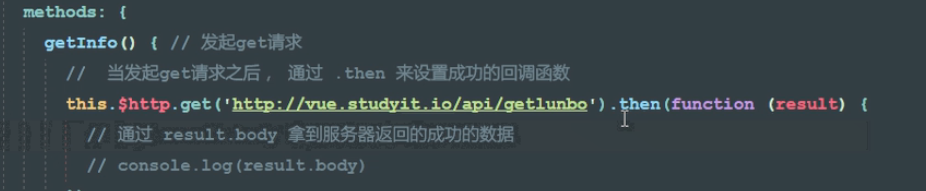 methods: {
getInfo() { // 发起get请求
// 当发起get请求之后， 通过 .then 来设置成功的回调函数
this.$http.get('http://vue.studyit.io/api/getlunbo').then(function (result) {
// 通过 result.body 拿到服务器返回的成功的数据
// console.log(result.body)